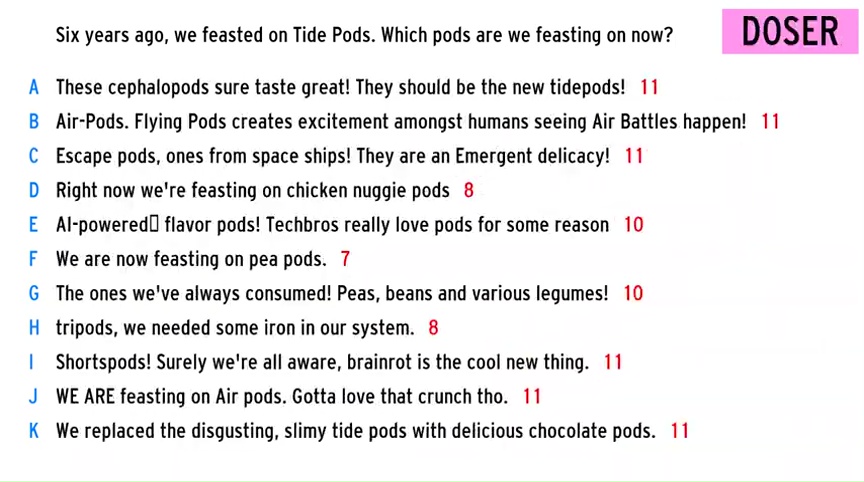 Six years ago, we feasted on Tide Pods. Which pods are we feasting on now?
DOSER
A These cephalopods sure taste great! They should be the new tidepods! 11
B Air-Pods. Flying Pods creates excitement amongst humans seeing Air Battles happen! 11
C Escape pods, ones from space ships! They are an Emergent delicacy! 11
D Right now we're feasting on chicken nuggie pods 8
E AI-powered▯ flavor pods! Techbros really love pods for some reason 10
F We are now feasting on pea pods. 7
G The ones we've always consumed! Peas, beans and various legumes! 10
H tripods, we needed some iron in our system. 8
I Shortspods! Surely we're all aware, brainrot is the cool new thing. 11
J WE ARE feasting on Air pods. Gotta love that crunch tho. 11
K We replaced the disgusting, slimy tide pods with delicious chocolate pods. 11